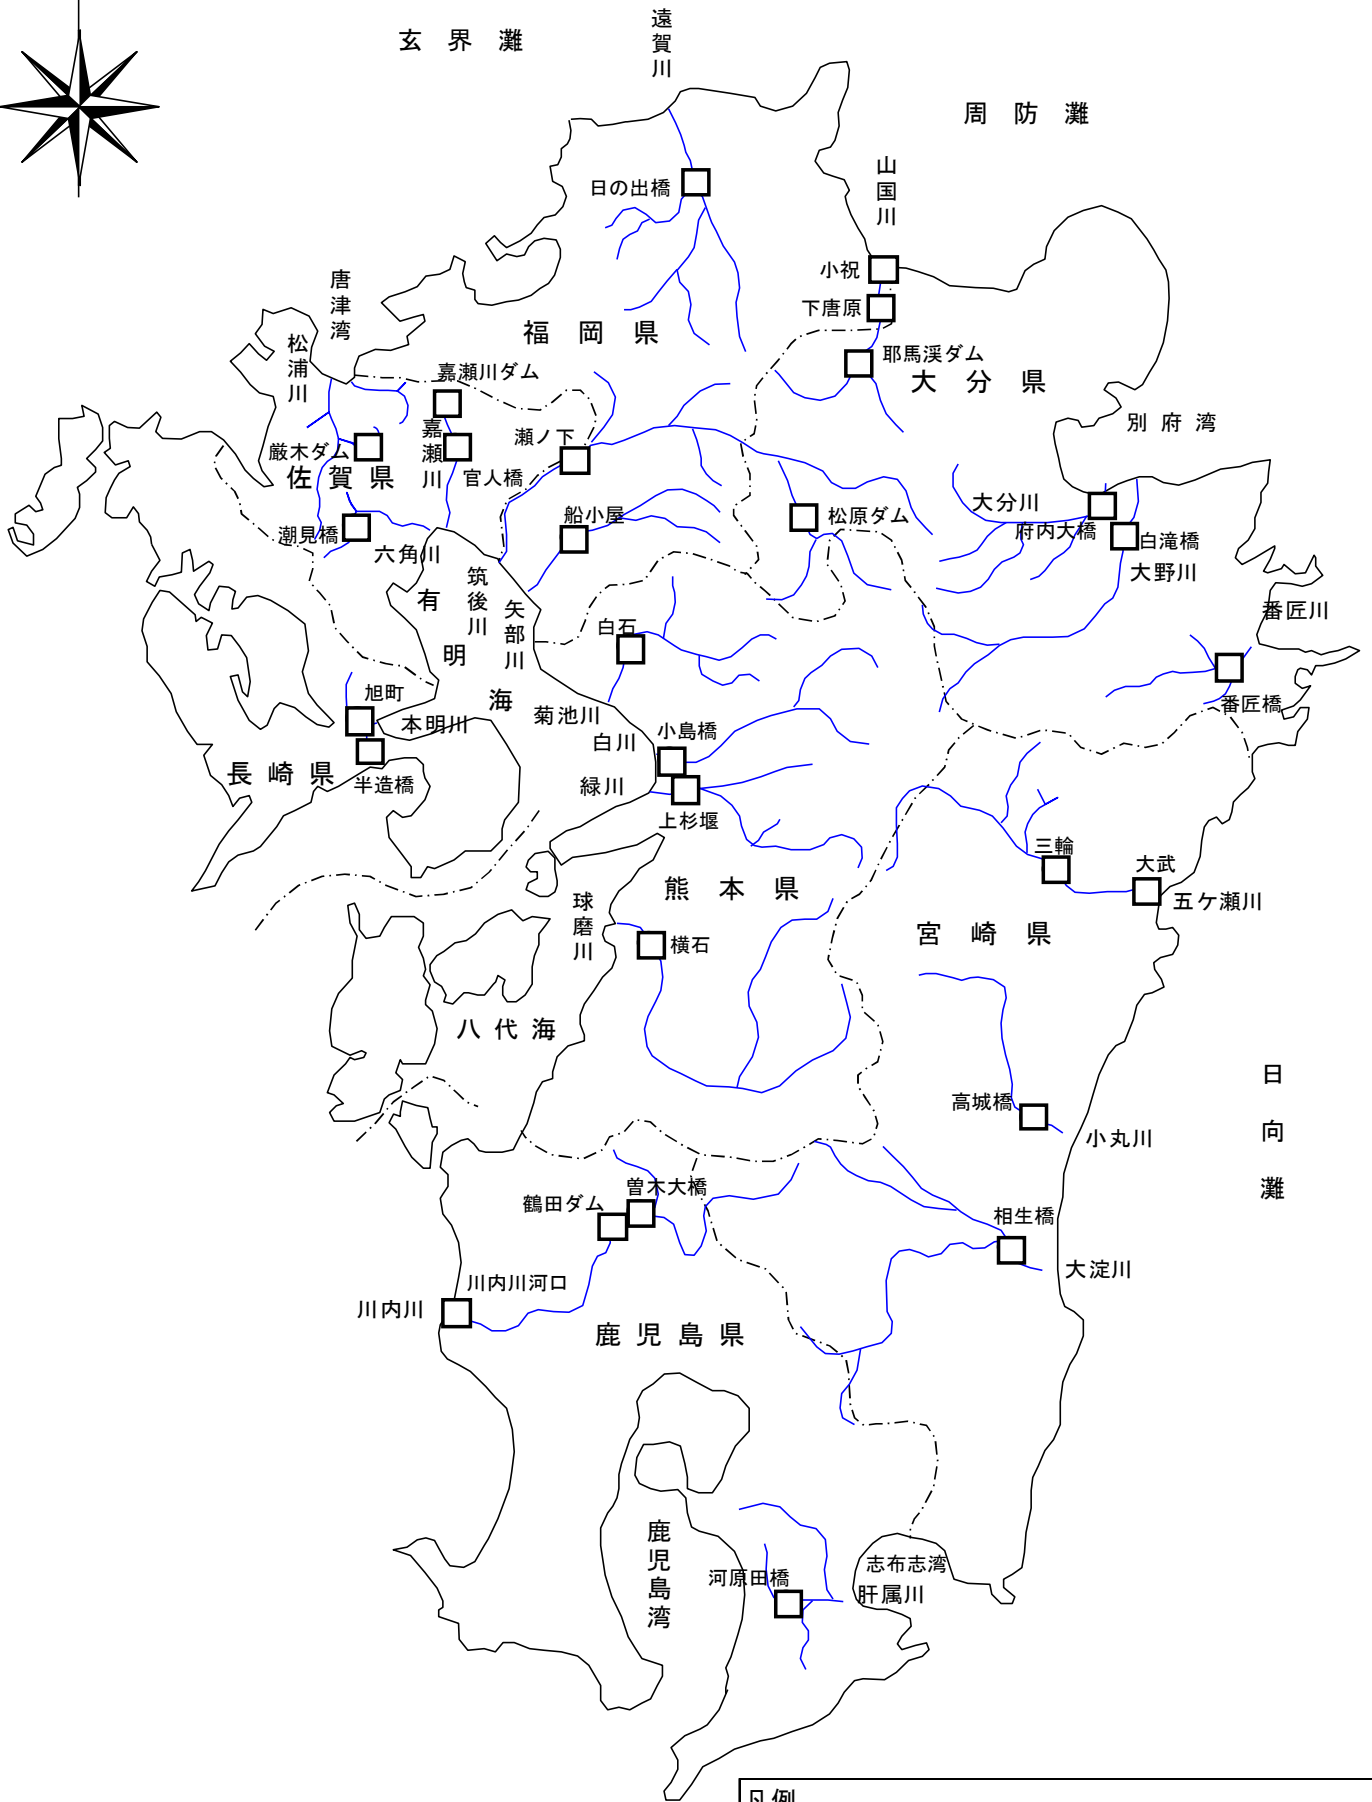 玄界灘
遠賀川
周防灘
山国川
日の出橋
小祝
下唐原
唐津湾
松浦川
福岡県
耶馬渓ダム
大分県
嘉瀬川ダム
嘉瀬川
厳木ダム
佐賀県
官人橋
瀬ノ下
別府湾
船小屋
松原ダム
大分川
府内大橋
白滝橋
大野川
潮見橋
六角川
筑後川
矢部川
有明海
白石
番匠川
番匠橋
旭町
本明川
菊池川
小島橋
白川
長崎県
半造橋
緑川
上杉堰
三輪
大武
五ケ瀬川
熊本県
球磨川
横石
宮崎県
八代海
日向灘
高城橋
小丸川
曽木大橋
鶴田ダム
相生橋
大淀川
川内川河口
川内川
鹿児島県
鹿児島湾
志布志湾
河原田橋
肝属川
凡例